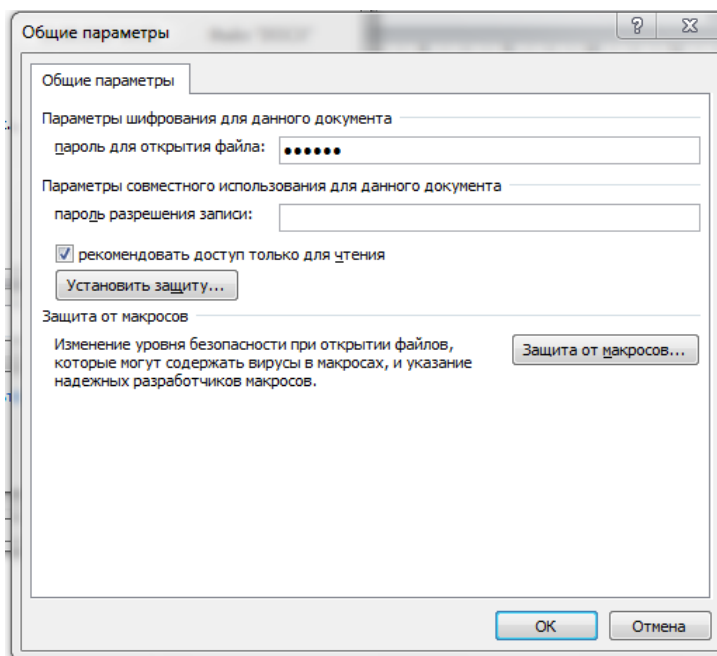 Общие параметры
Общие параметры
Параметры шифрования для данного документа
пароль для открытия файла: ●●●●●●
Параметры совместного использования для данного документа
пароль разрешения записи:
рекомендовать доступ только для чтения
Установить защиту...
Защита от макросов
Изменение уровня безопасности при открытии файлов,
которые могут содержать вирусы в макросах, и указание
надежных разработчиков макросов.
Защита от макросов...
ОК
Отмена